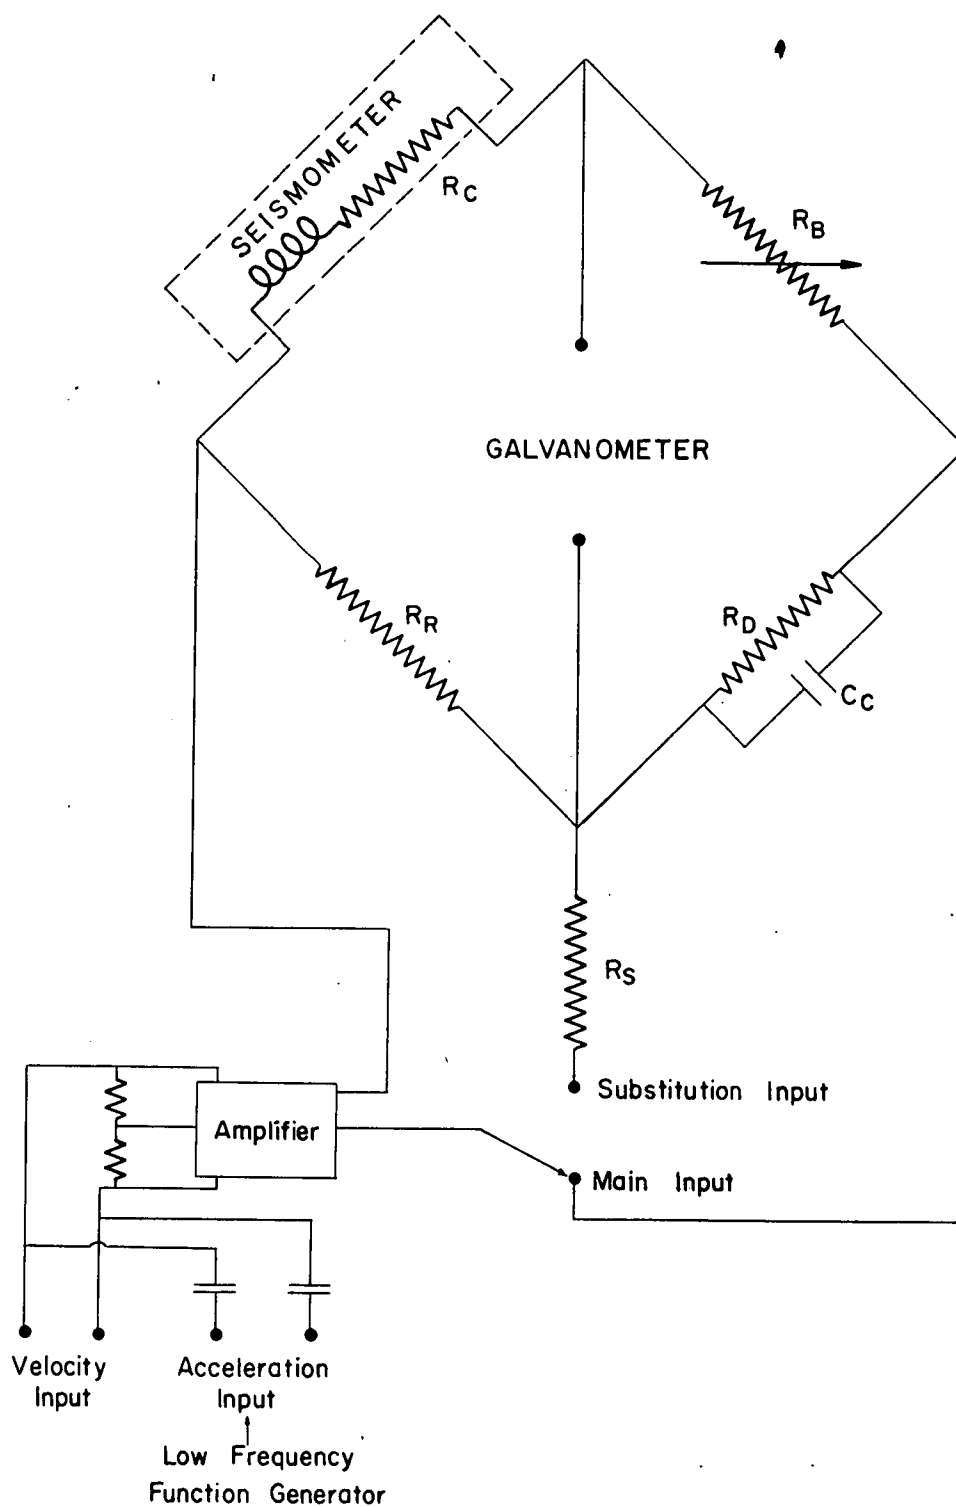 SEISMOMETER
RC
RB
GALVANOMETER
RR
RD
CC
RS
Substitution Input
Amplifier
Main Input
Velocity
Input
Acceleration
Input
Low Frequency
Function Generator